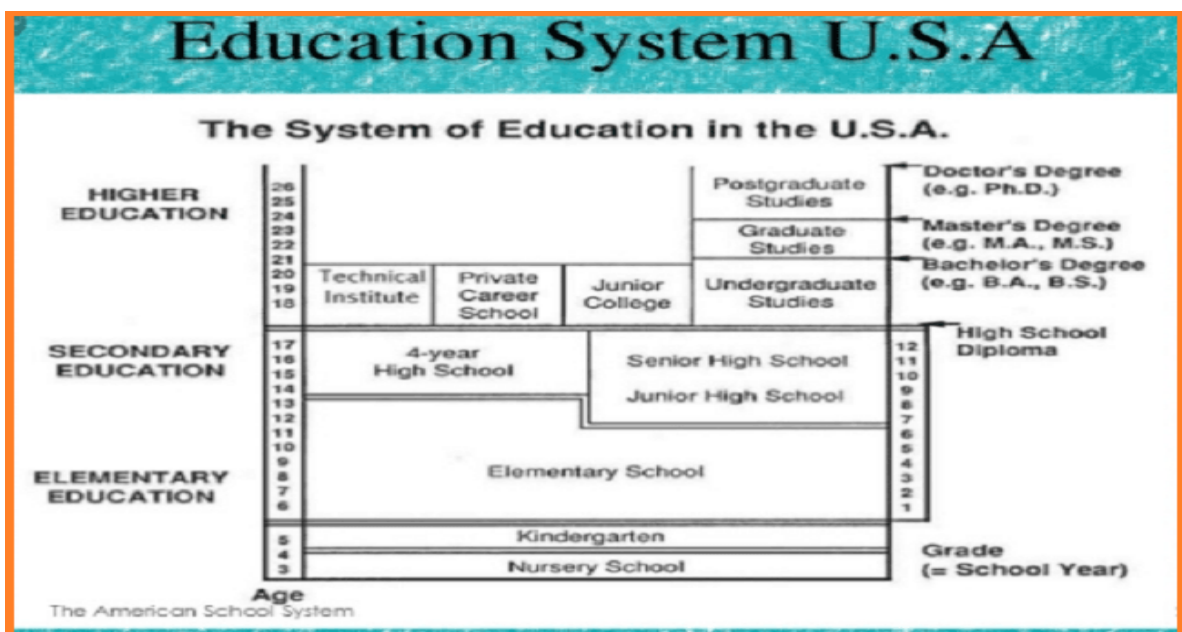 Education System U.S.A
The System of Education in the U.S.A.
HIGHER
EDUCATION
26
25
24
23
22
21
20
19
18
Technical
Institute
Private
Career
School
Junior
College
Postgraduate
Studies
Graduate
Studies
Undergraduate
Studies
Doctor's Degree
(e.g. Ph.D.)
Master's Degree
(e.g. M.A., M.S.)
Bachelor's Degree
(e.g. B.A., B.S.)
High School
Diploma
SECONDARY
EDUCATION
17
16
15
14
13
12
11
10
9
8
7
6
4-year
High School
Senior High School
Junior High School
12
11
10
9
8
7
6
5
4
3
2
1
ELEMENTARY
EDUCATION
Elementary School
5
4
3
Kindergarten
Nursery School
Grade
(= School Year)
Age
The American School System